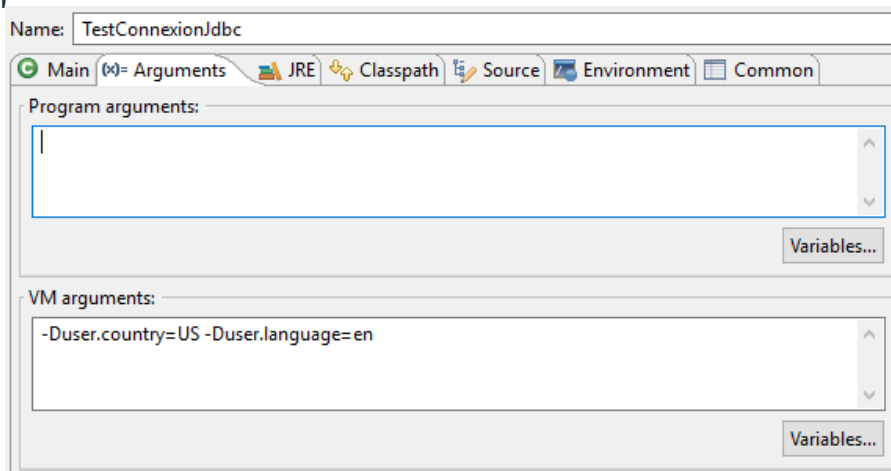 Name: TestConnexionJdbc
Main (x)= Arguments JRE Classpath Source Environment Common
Program arguments:
Variables...
VM arguments:
-Duser.country=US -Duser.language=en
Variables...